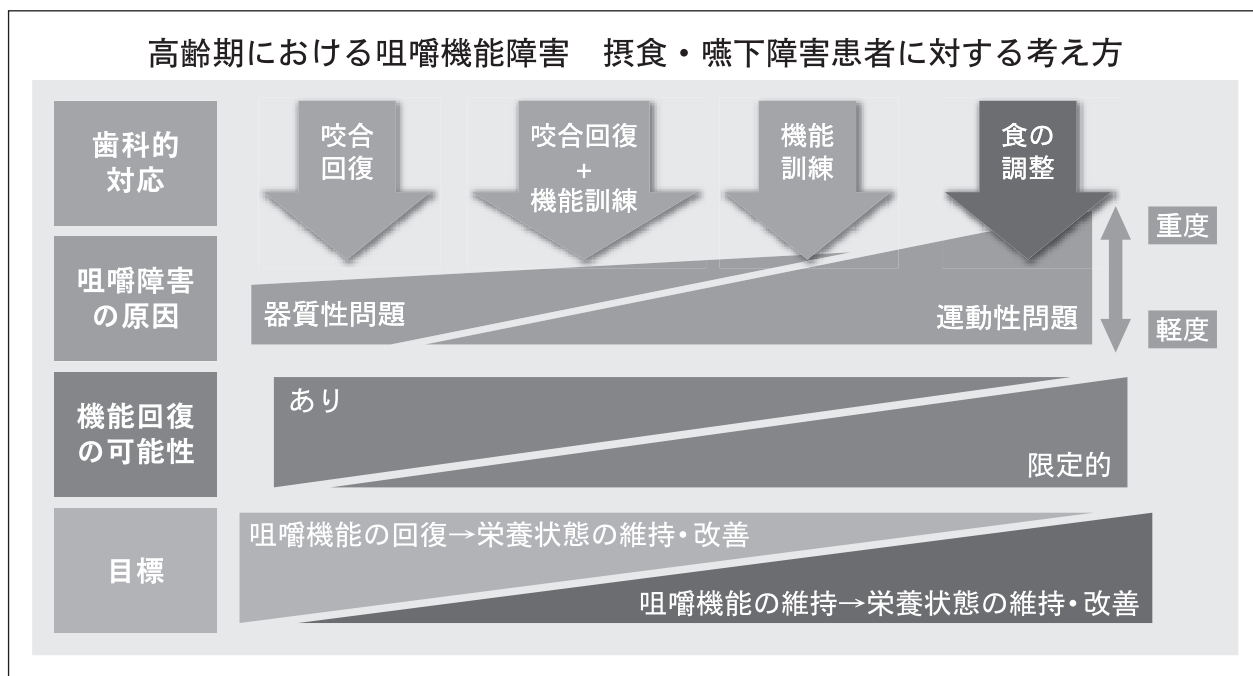 高齢期における咀嚼機能障害　摂食・嚥下障害患者に対する考え方
歯科的
対応
咬合
回復
咬合回復
+
機能訓練
機能
訓練
食の
調整
重度
咀嚼障害
の原因
器質性問題
運動性問題
軽度
機能回復
の可能性
あり
限定的
目標
咀嚼機能の回復→栄養状態の維持・改善
咀嚼機能の維持→栄養状態の維持・改善